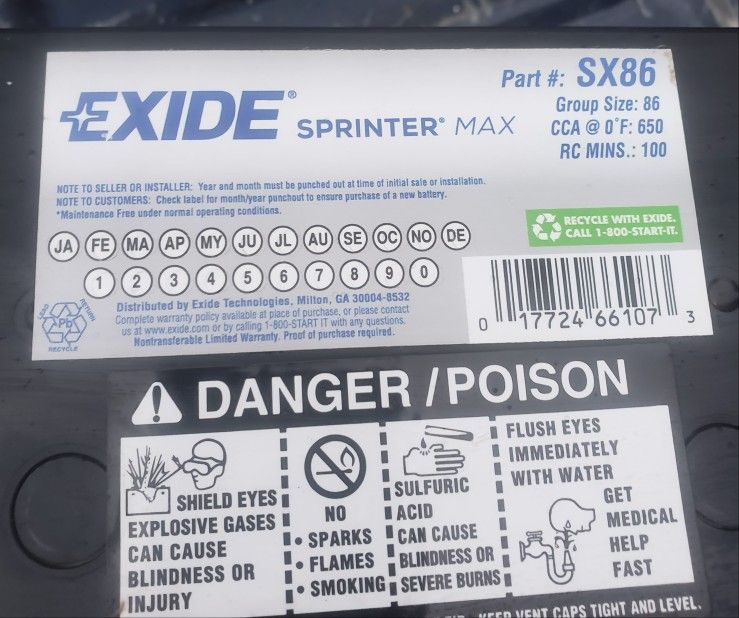 EXIDE® SPRINTER® MAX
Part #: SX86
Group Size: 86
CCA @ 0°F: 650
RC MINS.: 100
NOTE TO SELLER OR INSTALLER: Year and month must be punched out at time of initial sale or installation.
NOTE TO CUSTOMERS: Check label for month/year punchout to ensure purchase of a new battery.
*Maintenance Free under normal operating conditions.
RECYCLE WITH EXIDE.
CALL 1-800-START-IT.
JA FE MA AP MY JU JL AU SE OC NO DE
1 2 3 4 5 6 7 8 9 0
Distributed by Exide Technologies, Milton, GA 30004-8532
Complete warranty policy available at place of purchase, or please contact
us at www.exide.com or by calling 1-800-START IT with any questions.
Nontransferable Limited Warranty. Proof of purchase required.
LEAD Pb RETURN
RECYCLE
0 17724 66107 3
DANGER / POISON
SHIELD EYES
EXPLOSIVE GASES
CAN CAUSE
BLINDNESS OR
INJURY
NO
• SPARKS
• FLAMES
• SMOKING
SULFURIC
ACID
CAN CAUSE
BLINDNESS OR
SEVERE BURNS
FLUSH EYES
IMMEDIATELY
WITH WATER
GET
MEDICAL
HELP
FAST
KEEP VENT CAPS TIGHT AND LEVEL.